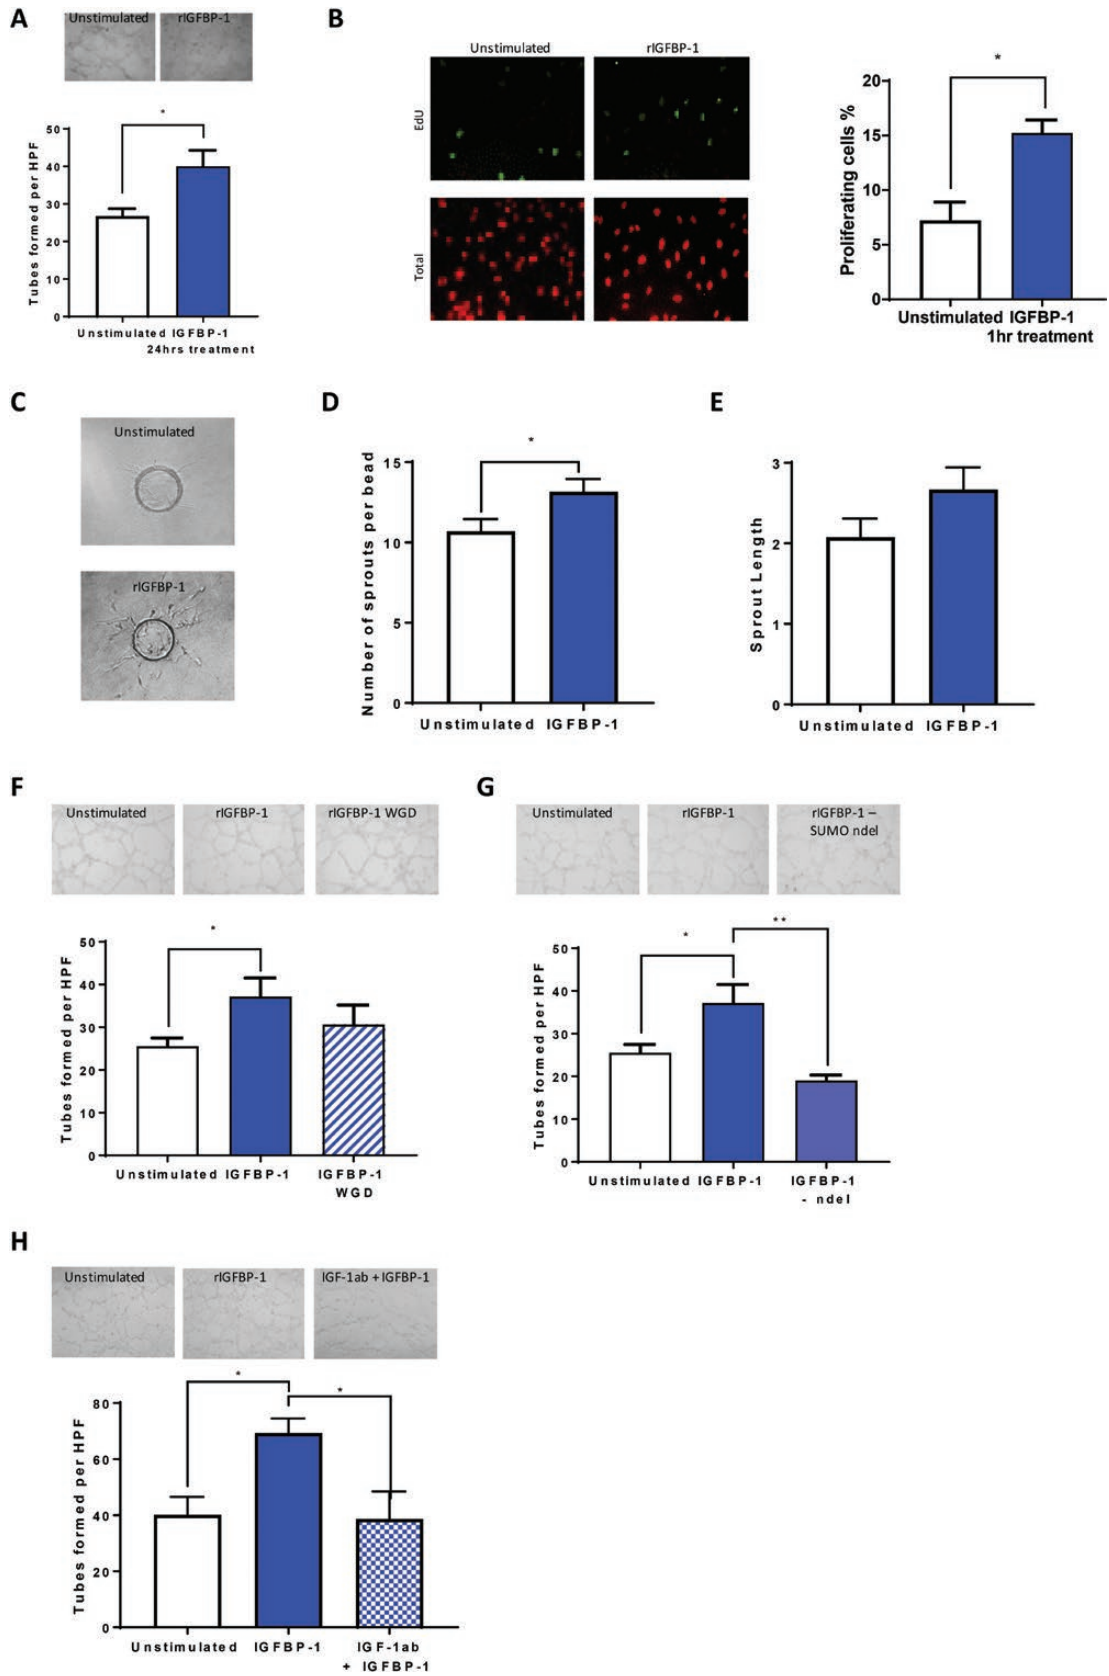 A
Unstimulated
rIGFBP-1
*
Tubes formed per HPF
50
40
30
20
10
0
Unstimulated IGFBP-1
24hrs treatment
B
Unstimulated
rIGFBP-1
EdU
Total
*
Proliferating cells %
20
15
10
5
0
Unstimulated IGFBP-1
1hr treatment
C
Unstimulated
rIGFBP-1
D
*
Number of sprouts per bead
15
10
5
0
Unstimulated IGFBP-1
E
Sprout Length
3
2
1
0
Unstimulated IGFBP-1
F
Unstimulated
rIGFBP-1
rIGFBP-1 WGD
*
Tubes formed per HPF
50
40
30
20
10
0
Unstimulated IGFBP-1 IGFBP-1
WGD
G
Unstimulated
rIGFBP-1
rIGFBP-1 –
SUMO ndel
*
**
Tubes formed per HPF
50
40
30
20
10
0
Unstimulated IGFBP-1 IGFBP-1
- ndel
H
Unstimulated
rIGFBP-1
IGF-1ab + IGFBP-1
*
*
Tubes formed per HPF
80
60
40
20
0
Unstimulated IGFBP-1 IGF-1ab
+ IGFBP-1